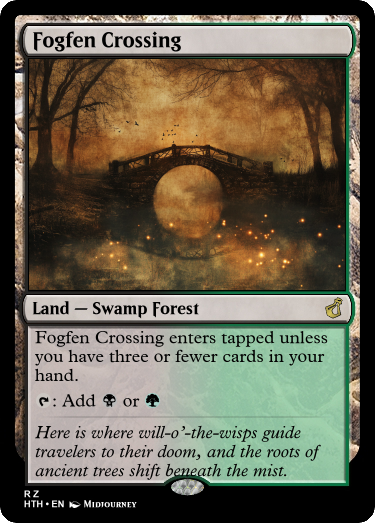 Fogfen Crossing
Land — Swamp Forest
Fogfen Crossing enters tapped unless
you have three or fewer cards in your
hand.
: Add or
Here is where will-o'-the-wisps guide
travelers to their doom, and the roots of
ancient trees shift beneath the mist.
R Z
HTH • EN Midjourney